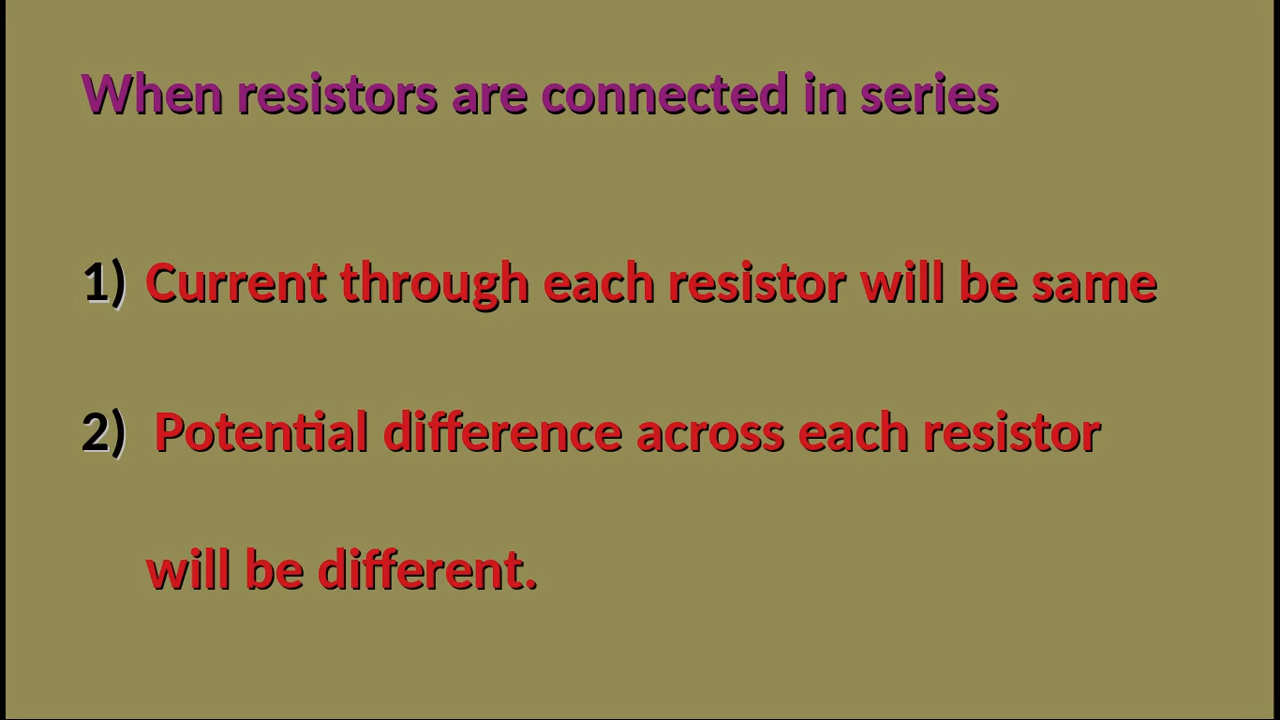 When resistors are connected in series
1) Current through each resistor will be same
2) Potential difference across each resistor
will be different.